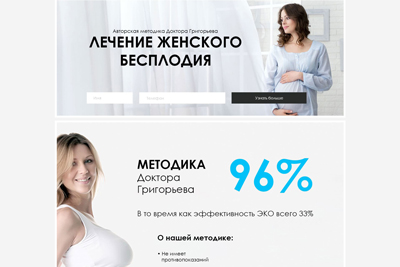 Авторская методика Доктора Григорьева
ЛЕЧЕНИЕ ЖЕНСКОГО
БЕСПЛОДИЯ
Узнать больше
МЕТОДИКА
Доктора
Григорьева
96%
В то время как эффективность ЭКО всего 33%
О нашей методике:
• Не имеет
противопоказаний